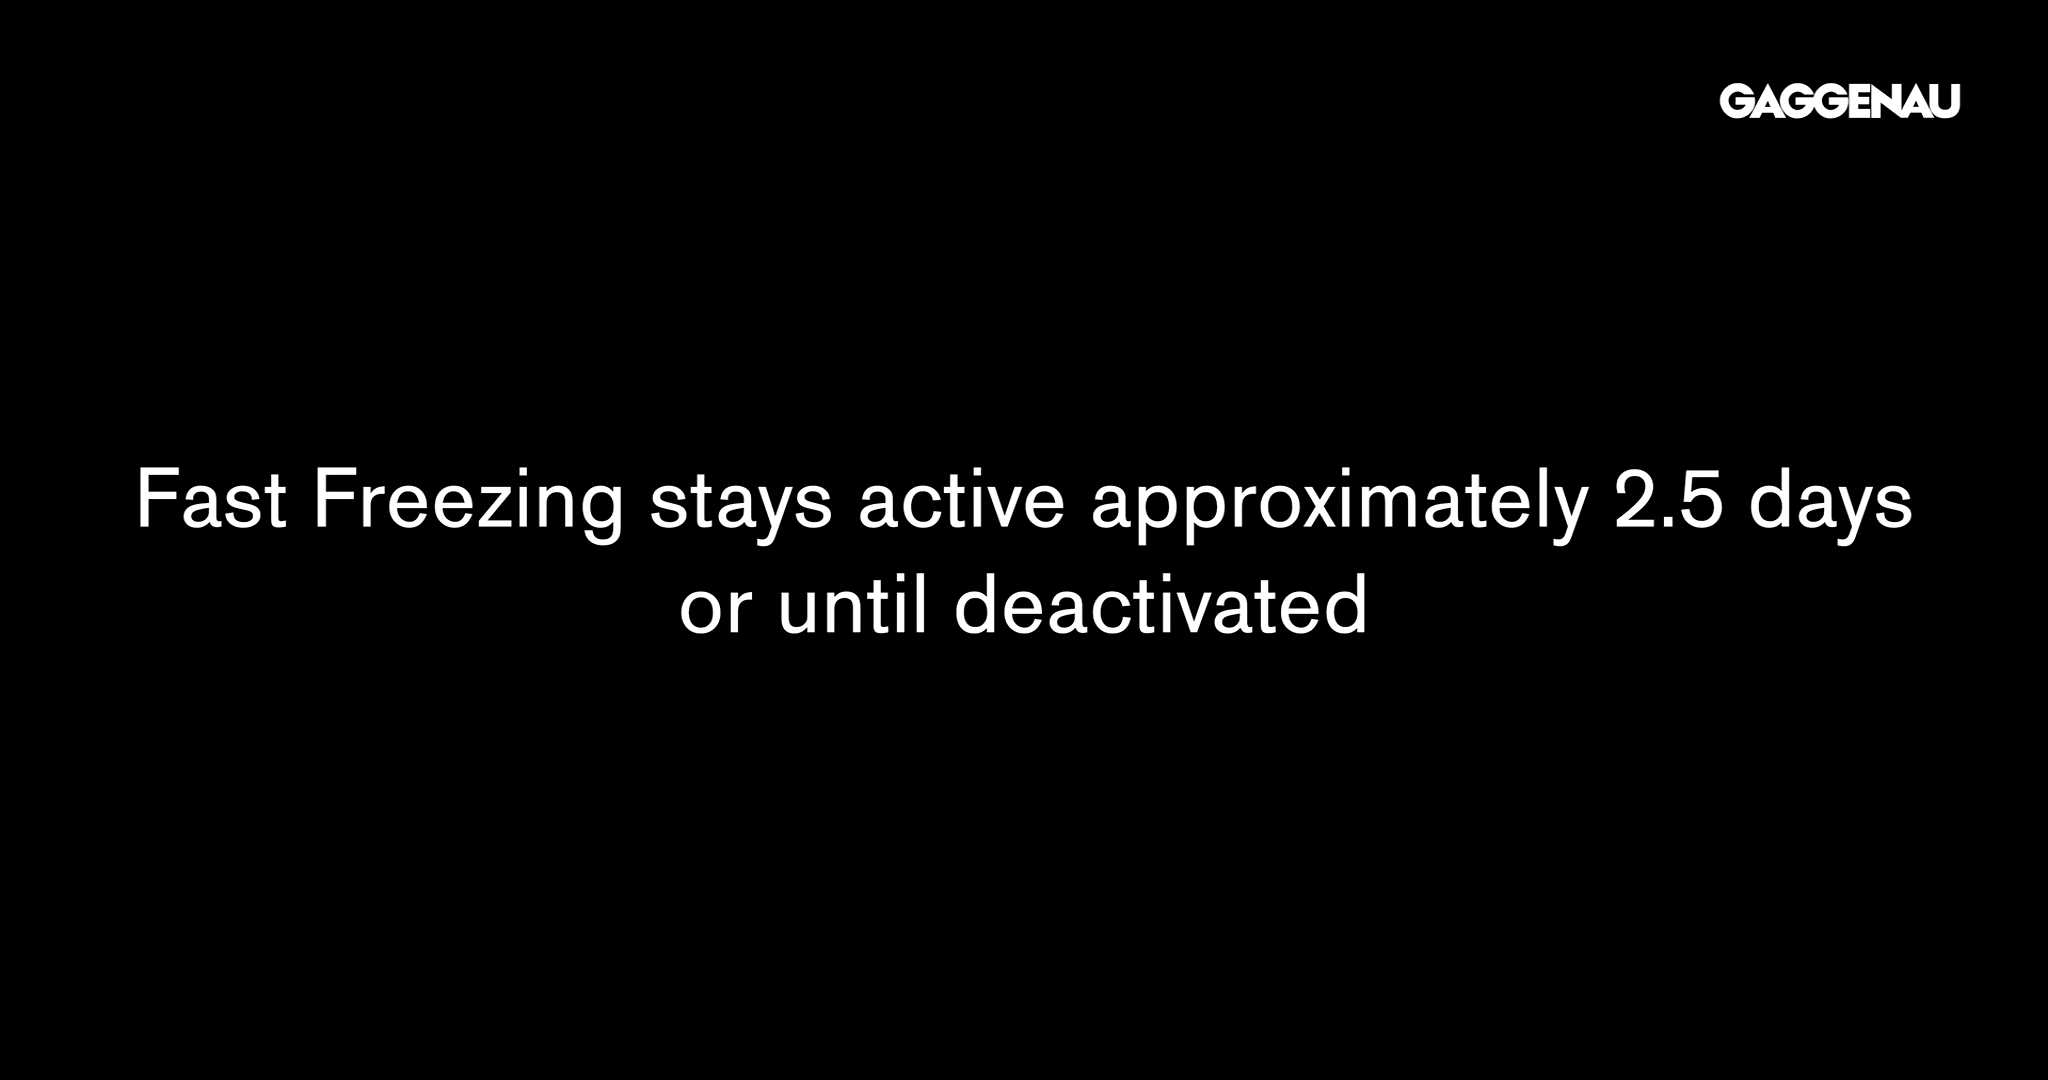 GAGGENAU
Fast Freezing stays active approximately 2.5 days
or until deactivated